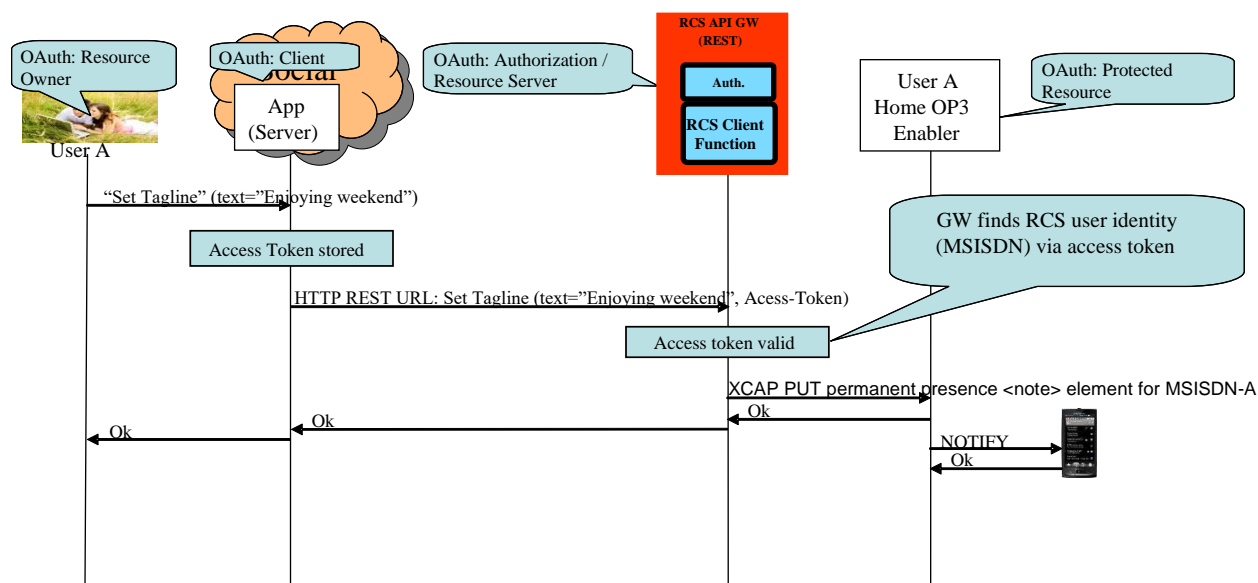 OAuth: Resource
Owner
OAuth: Client
Social
App
(Server)
OAuth: Authorization /
Resource Server
RCS API GW
(REST)
Auth.
RCS Client
Function
User A
Home OP3
Enabler
OAuth: Protected
Resource
User A
“Set Tagline” (text=”Enjoying weekend”)
GW finds RCS user identity
(MSISDN) via access token
Access Token stored
HTTP REST URL: Set Tagline (text=”Enjoying weekend”, Acess-Token)
Access token valid
XCAP PUT permanent presence <note> element for MSISDN-A
Ok
Ok
Ok
NOTIFY
Ok